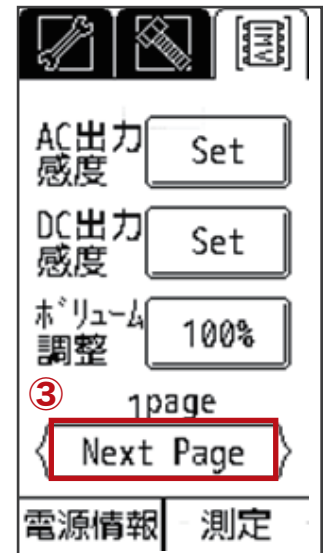 IMV
AC出力
感度
Set
DC出力
感度
Set
ボリューム
調整
100%
③
1page
Next Page
電源情報
測定